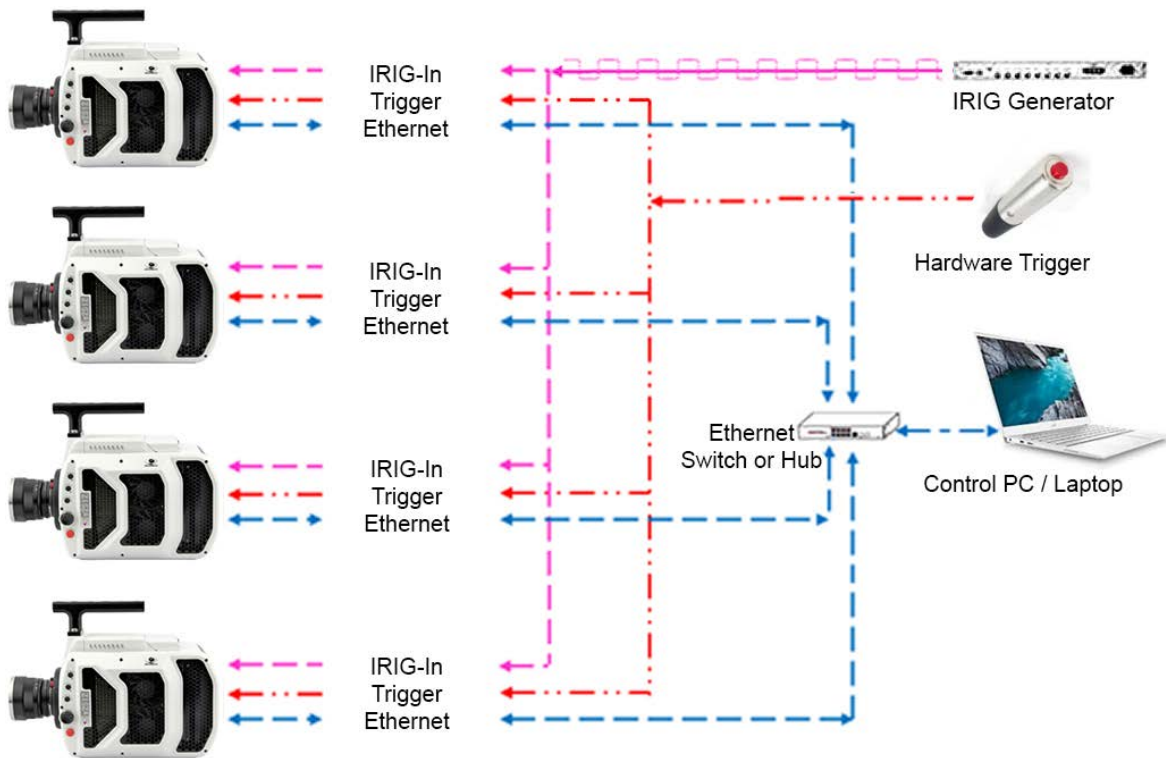 IRIG-In
Trigger
Ethernet
IRIG Generator
Hardware Trigger
IRIG-In
Trigger
Ethernet
Ethernet
Switch or Hub
Control PC / Laptop
IRIG-In
Trigger
Ethernet
IRIG-In
Trigger
Ethernet